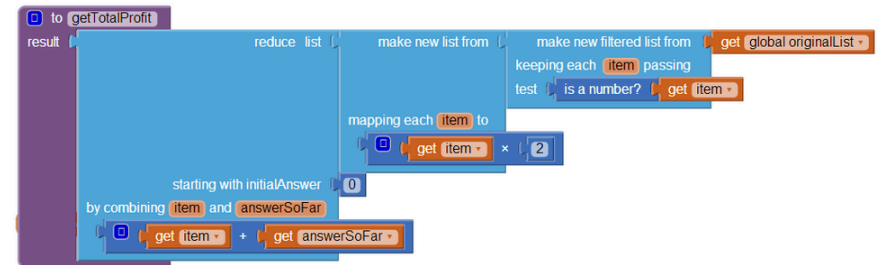 to getTotalProfit
result reduce list make new list from make new filtered list from get global originalList
keeping each item passing
test is a number? get item
mapping each item to
get item × 2
starting with initialAnswer 0
by combining item and answerSoFar
get item + get answerSoFar